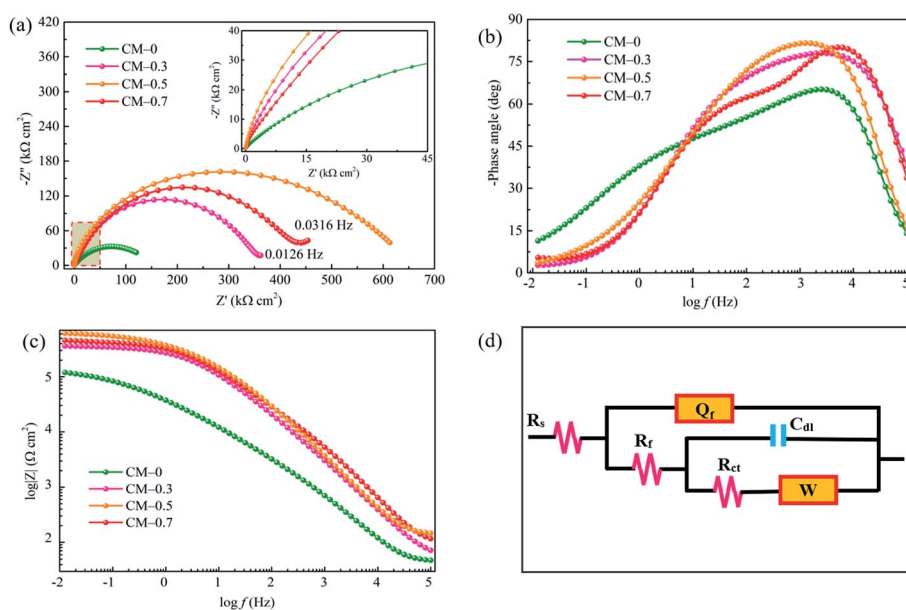 (a)
420
360
300
240
180
120
60
0
-Z" (kΩ cm²)
CM–0
CM–0.3
CM–0.5
CM–0.7
40
30
20
10
0
-Z" (kΩ cm²)
0 15 30 45
Z' (kΩ cm²)
0.0316 Hz
0.0126 Hz
0 100 200 300 400 500 600 700
Z' (kΩ cm²)
(b)
90
75
60
45
30
15
0
-Phase angle (deg)
CM–0
CM–0.3
CM–0.5
CM–0.7
-2 -1 0 1 2 3 4 5
log f (Hz)
(c)
5
4
3
2
log|Z| (Ω cm²)
CM–0
CM–0.3
CM–0.5
CM–0.7
-2 -1 0 1 2 3 4 5
log f (Hz)
(d)
Rs
Qf
Rf
Cdl
Rct
W